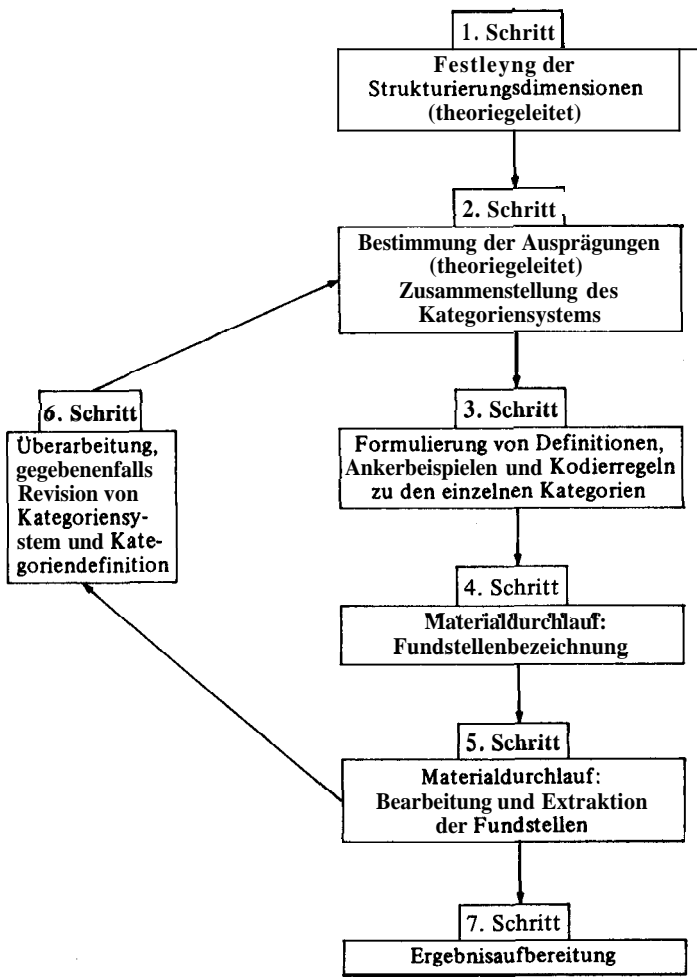 1. Schritt
Festleyng der
Strukturierungsdimensionen
(theoriegeleitet)
2. Schritt
Bestimmung der Ausprägungen
(theoriegeleitet)
Zusammenstellung des
Kategoriensystems
3. Schritt
Formulierung von Definitionen,
Ankerbeispielen und Kodierregeln
zu den einzelnen Kategorien
4. Schritt
Materialdurchlauf:
Fundstellenbezeichnung
5. Schritt
Materialdurchlauf:
Bearbeitung und Extraktion
der Fundstellen
6. Schritt
Überarbeitung,
gegebenenfalls
Revision von
Kategoriensy-
stem und Kate-
goriendefinition
7. Schritt
Ergebnisaufbereitung